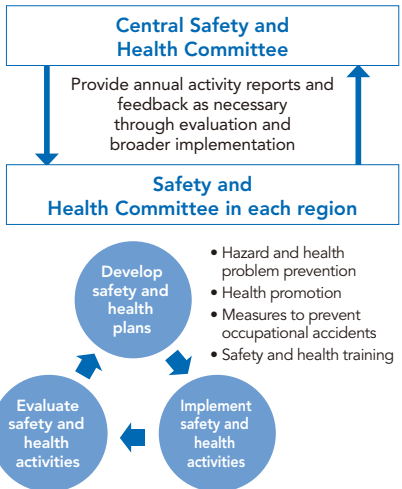 Central Safety and
Health Committee
Provide annual activity reports and
feedback as necessary
through evaluation and
broader implementation
Safety and
Health Committee in each region
Develop
safety and
health
plans
• Hazard and health
problem prevention
• Health promotion
• Measures to prevent
occupational accidents
• Safety and health training
Evaluate
safety and
health
activities
Implement
safety and
health
activities